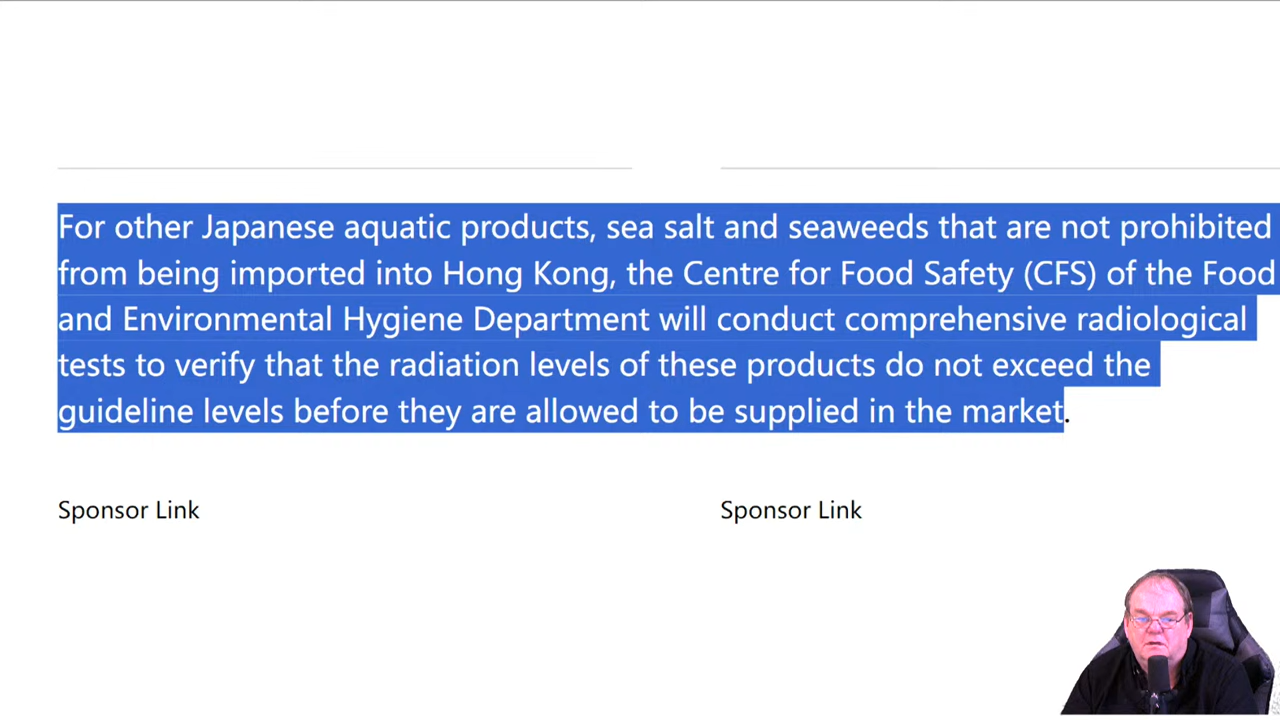 For other Japanese aquatic products, sea salt and seaweeds that are not prohibited
from being imported into Hong Kong, the Centre for Food Safety (CFS) of the Food
and Environmental Hygiene Department will conduct comprehensive radiological
tests to verify that the radiation levels of these products do not exceed the
guideline levels before they are allowed to be supplied in the market.
Sponsor Link
Sponsor Link